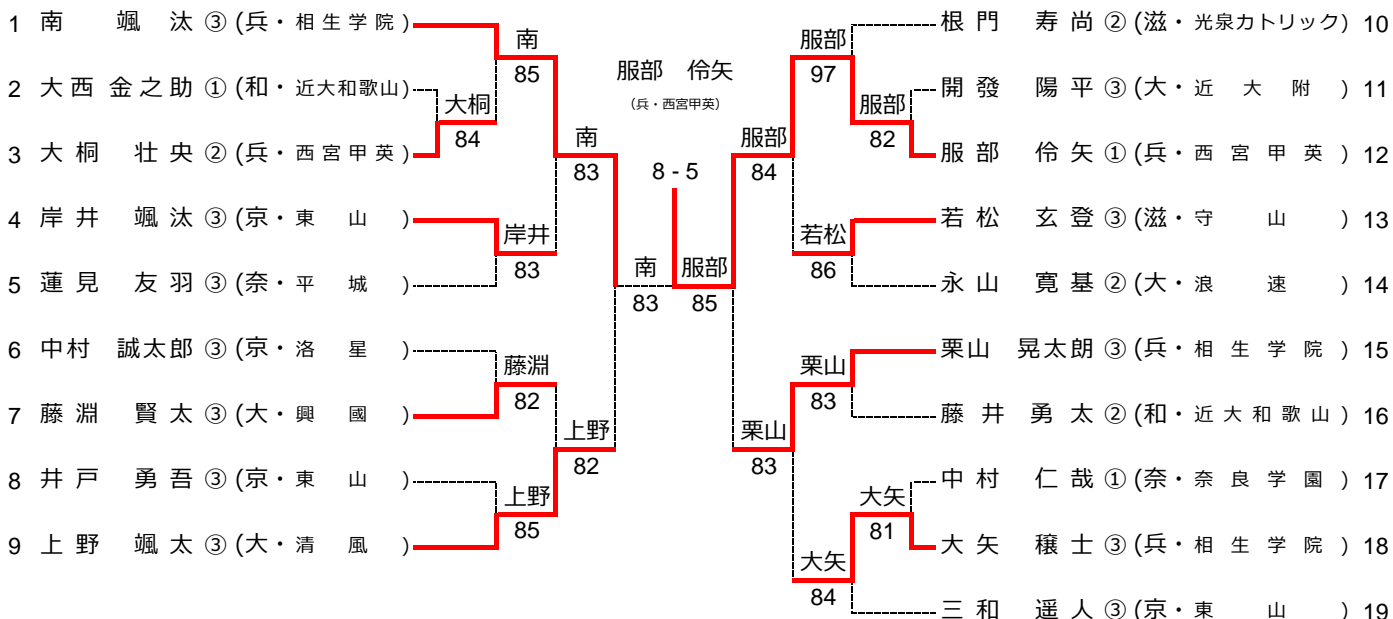 1 南 颯汰 ③ (兵・相生学院)
2 大西 金之助 ① (和・近大和歌山)
3 大桐 壮央 ② (兵・西宮甲英)
4 岸井 颯汰 ③ (京・東山)
5 蓮見 友羽 ③ (奈・平城)
6 中村 誠太郎 ③ (京・洛星)
7 藤淵 賢太 ③ (大・興國)
8 井戸 勇吾 ③ (京・東山)
9 上野 颯太 ③ (大・清風)
南
85
大桐
84
岸井
83
藤淵
82
上野
85
南
83
上野
82
南
83
服部 伶矢
(兵・西宮甲英)
8 - 5
服部
85
服部
84
栗山
83
服部
97
若松
86
栗山
83
大矢
84
服部
82
大矢
81
根門 寿尚 ② (滋・光泉カトリック) 10
開發 陽平 ③ (大・近大附) 11
服部 伶矢 ① (兵・西宮甲英) 12
若松 玄登 ③ (滋・守山) 13
永山 寛基 ② (大・浪速) 14
栗山 晃太朗 ③ (兵・相生学院) 15
藤井 勇太 ② (和・近大和歌山) 16
中村 仁哉 ① (奈・奈良学園) 17
大矢 穣士 ③ (兵・相生学院) 18
三和 遥人 ③ (京・東山) 19